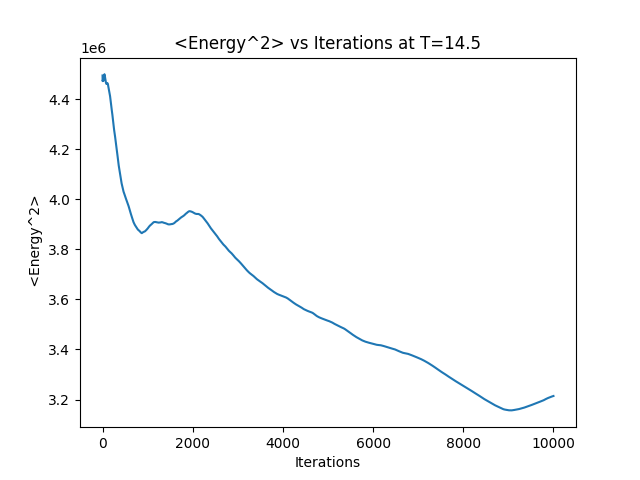 <Energy^2> vs Iterations at T=14.5
1e6
4.4
4.2
4.0
3.8
3.6
3.4
3.2
<Energy^2>
0 2000 4000 6000 8000 10000
Iterations